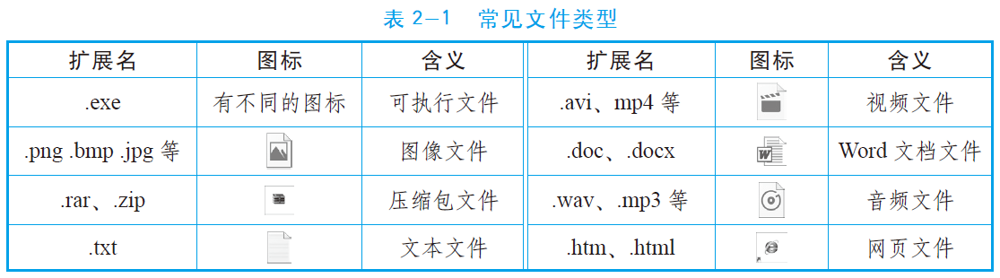 表 2-1 常见文件类型
扩展名 图标 含义 扩展名 图标 含义
.exe 有不同的图标 可执行文件 .avi、mp4 等 视频文件
.png .bmp .jpg 等 图像文件 .doc、.docx W Word 文档文件
.rar、.zip 压缩包文件 .wav、.mp3 等 音频文件
.txt 文本文件 .htm、.html 网页文件